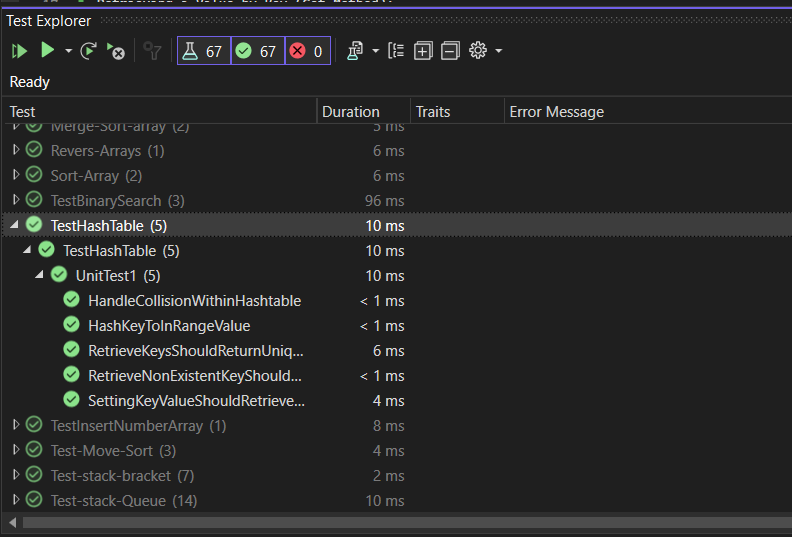 Test Explorer
67 67 0
Ready
Test Duration Traits Error Message
Merge-Sort-array (2) 5 ms
Revers-Arrays (1) 6 ms
Sort-Array (2) 6 ms
TestBinarySearch (3) 96 ms
TestHashTable (5) 10 ms
TestHashTable (5) 10 ms
UnitTest1 (5) 10 ms
HandleCollisionWithinHashtable < 1 ms
HashKeyToInRangeValue < 1 ms
RetrieveKeysShouldReturnUniq... 6 ms
RetrieveNonExistentKeyShould... < 1 ms
SettingKeyValueShouldRetrieve... 4 ms
TestInsertNumberArray (1) 8 ms
Test-Move-Sort (3) 4 ms
Test-stack-bracket (7) 2 ms
Test-stack-Queue (14) 10 ms